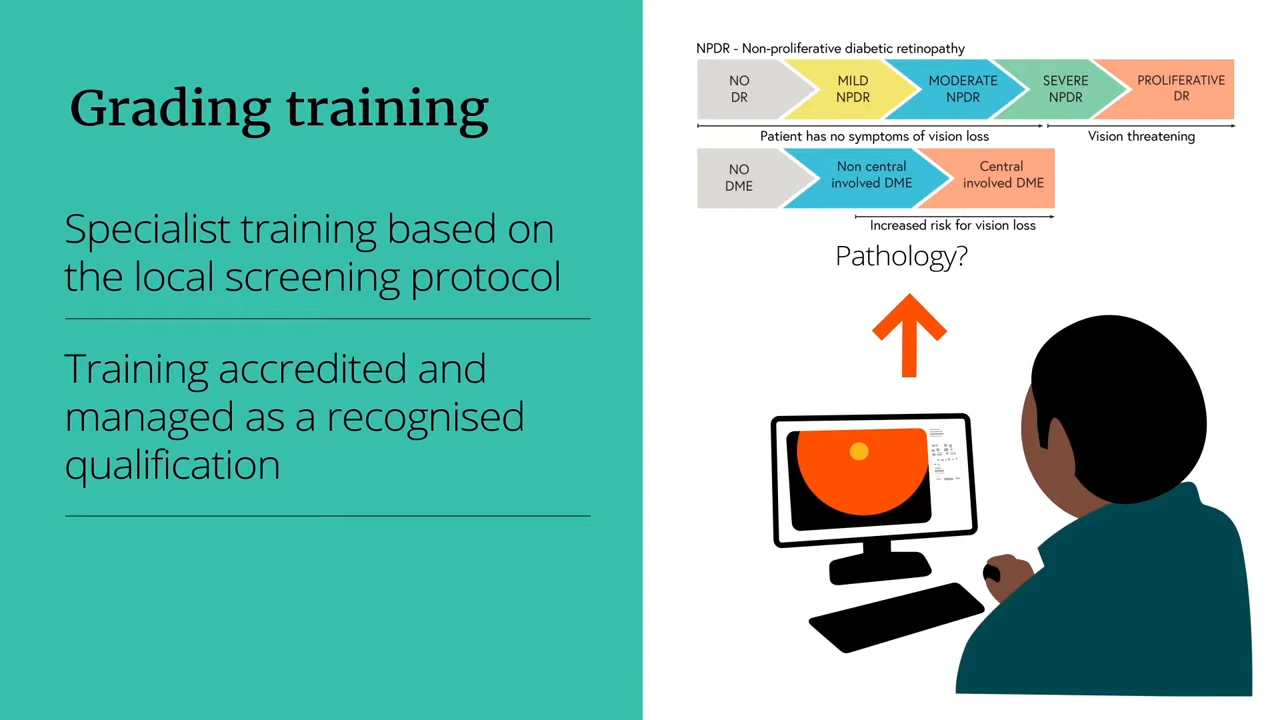 Grading training
Specialist training based on
the local screening protocol
Training accredited and
managed as a recognised
qualification
NPDR - Non-proliferative diabetic retinopathy
NO
DR
MILD
NPDR
MODERATE
NPDR
SEVERE
NPDR
PROLIFERATIVE
DR
Patient has no symptoms of vision loss
Vision threatening
NO
DME
Non central
involved DME
Central
involved DME
Increased risk for vision loss
Pathology?